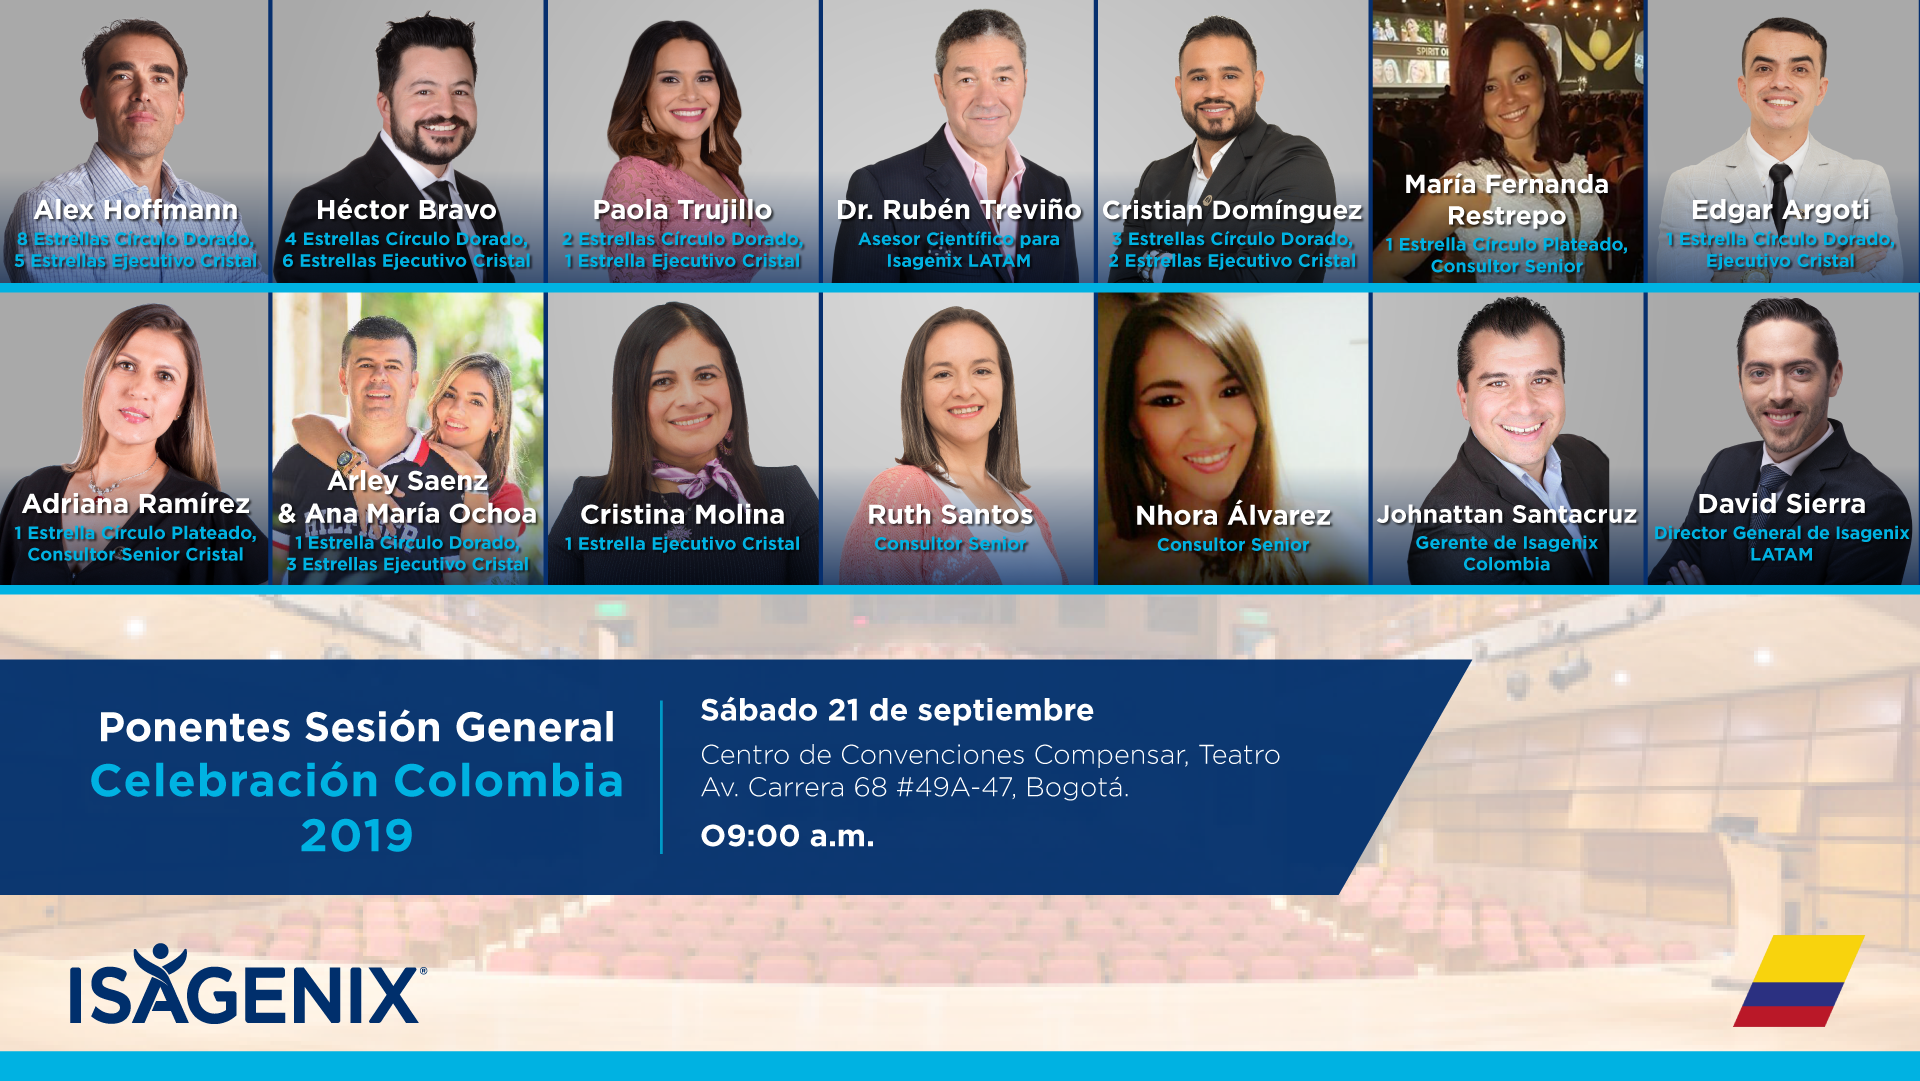 SPIRIT O
Alex Hoffmann
8 Estrellas Círculo Dorado,
5 Estrellas Ejecutivo Cristal
Héctor Bravo
4 Estrellas Círculo Dorado,
6 Estrellas Ejecutivo Cristal
Paola Trujillo
2 Estrellas Círculo Dorado,
1 Estrella Ejecutivo Cristal
Dr. Rubén Treviño
Asesor Científico para
Isagenix LATAM
Cristian Domínguez
3 Estrellas Círculo Dorado,
2 Estrellas Ejecutivo Cristal
María Fernanda
Restrepo
1 Estrella Círculo Plateado,
Consultor Senior
Edgar Argoti
1 Estrella Círculo Dorado,
Ejecutivo Cristal
Adriana Ramírez
1 Estrella Círculo Plateado,
Consultor Senior Cristal
Arley Saenz
& Ana María Ochoa
1 Estrella Círculo Dorado,
3 Estrellas Ejecutivo Cristal
Cristina Molina
1 Estrella Ejecutivo Cristal
Ruth Santos
Consultor Senior
Nhora Álvarez
Consultor Senior
Johnattan Santacruz
Gerente de Isagenix
Colombia
David Sierra
Director General de Isagenix
LATAM
Ponentes Sesión General
Celebración Colombia
2019
Sábado 21 de septiembre
Centro de Convenciones Compensar, Teatro
Av. Carrera 68 #49A-47, Bogotá.
O9:00 a.m.
ISAGENIX®